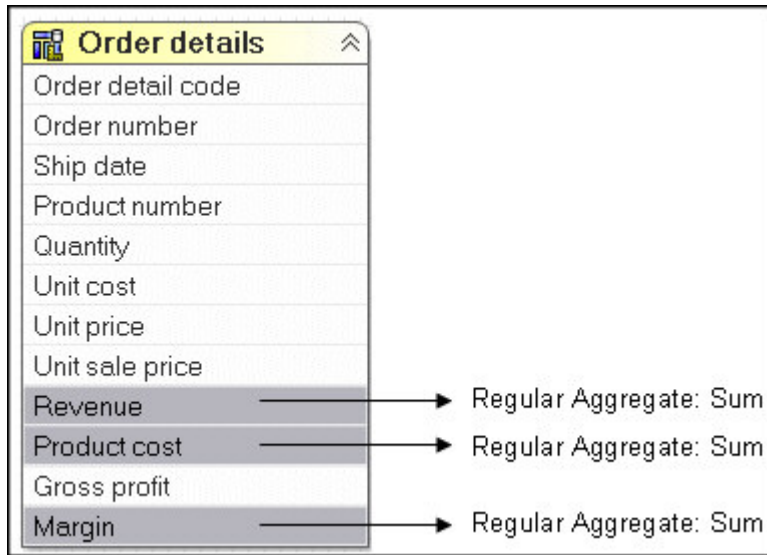 Order details
Order detail code
Order number
Ship date
Product number
Quantity
Unit cost
Unit price
Unit sale price
Revenue Regular Aggregate: Sum
Product cost Regular Aggregate: Sum
Gross profit
Margin Regular Aggregate: Sum